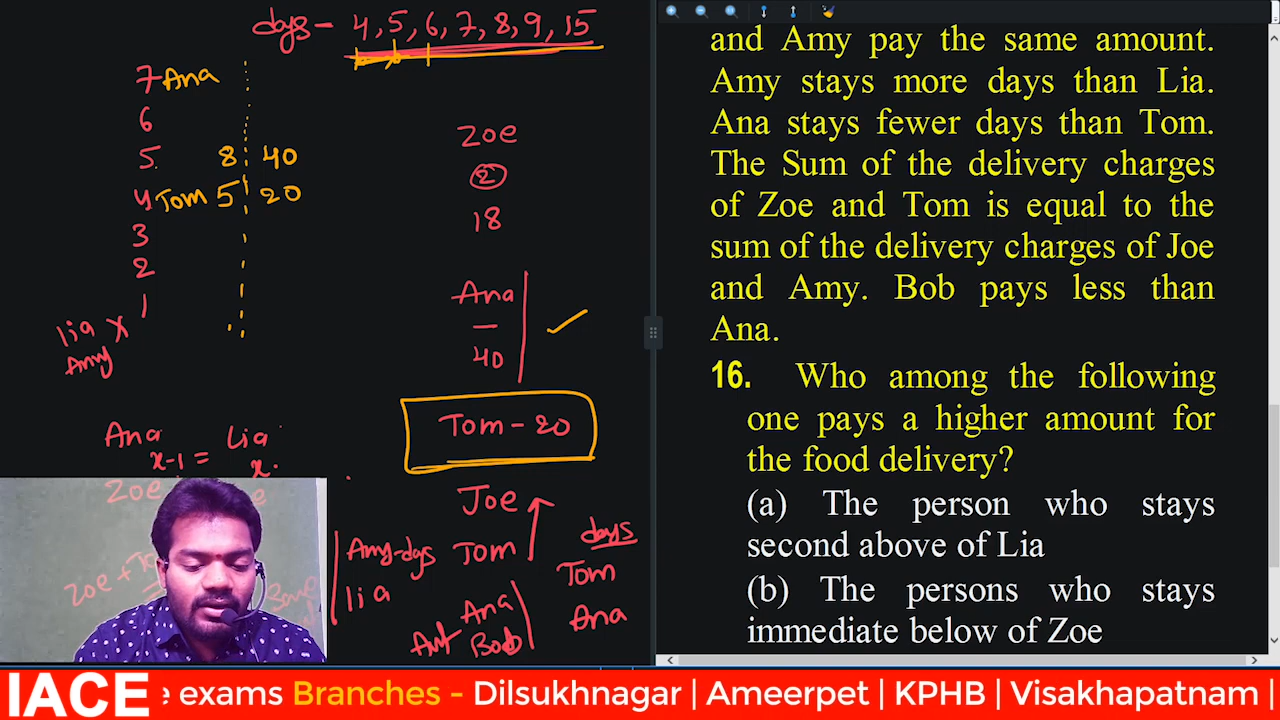 days - 4, 5, 6, 7, 8, 9, 15
7 Ana
6
5 8 40
4 Tom 5 20
3
2
1
lia x
Amy
Zoe
2
18
Ana
40
Tom - 20
Ana Lia
x-1 = x
Zoe
Joe
Amy-days Tom
lia
Ana
Bob
days
Tom
Ana
Zoe +
and Amy pay the same amount.
Amy stays more days than Lia.
Ana stays fewer days than Tom.
The Sum of the delivery charges
of Zoe and Tom is equal to the
sum of the delivery charges of Joe
and Amy. Bob pays less than
Ana.
16. Who among the following
one pays a higher amount for
the food delivery?
(a) The person who stays
second above of Lia
(b) The persons who stays
immediate below of Zoe
IACE e exams Branches - Dilsukhnagar | Ameerpet | KPHB | Visakhapatnam |